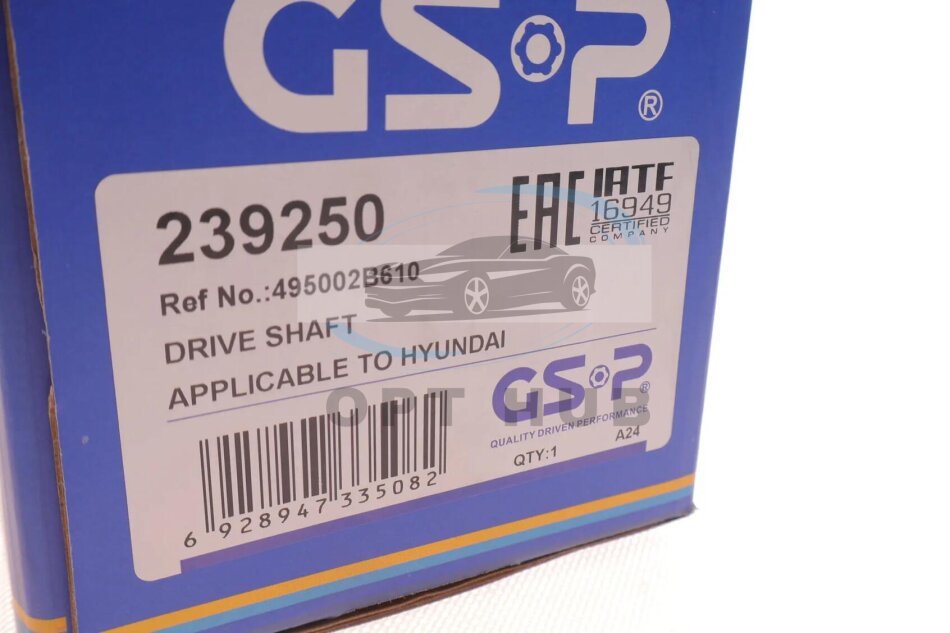 GSP®
239250
EAC
IATF
16949
CERTIFIED
COMPANY
Ref No.:495002B610
DRIVE SHAFT
APPLICABLE TO HYUNDAI
OPT HUB
GSP®
QUALITY DRIVEN PERFORMANCE
QTY:1
A24
6 928947 335082